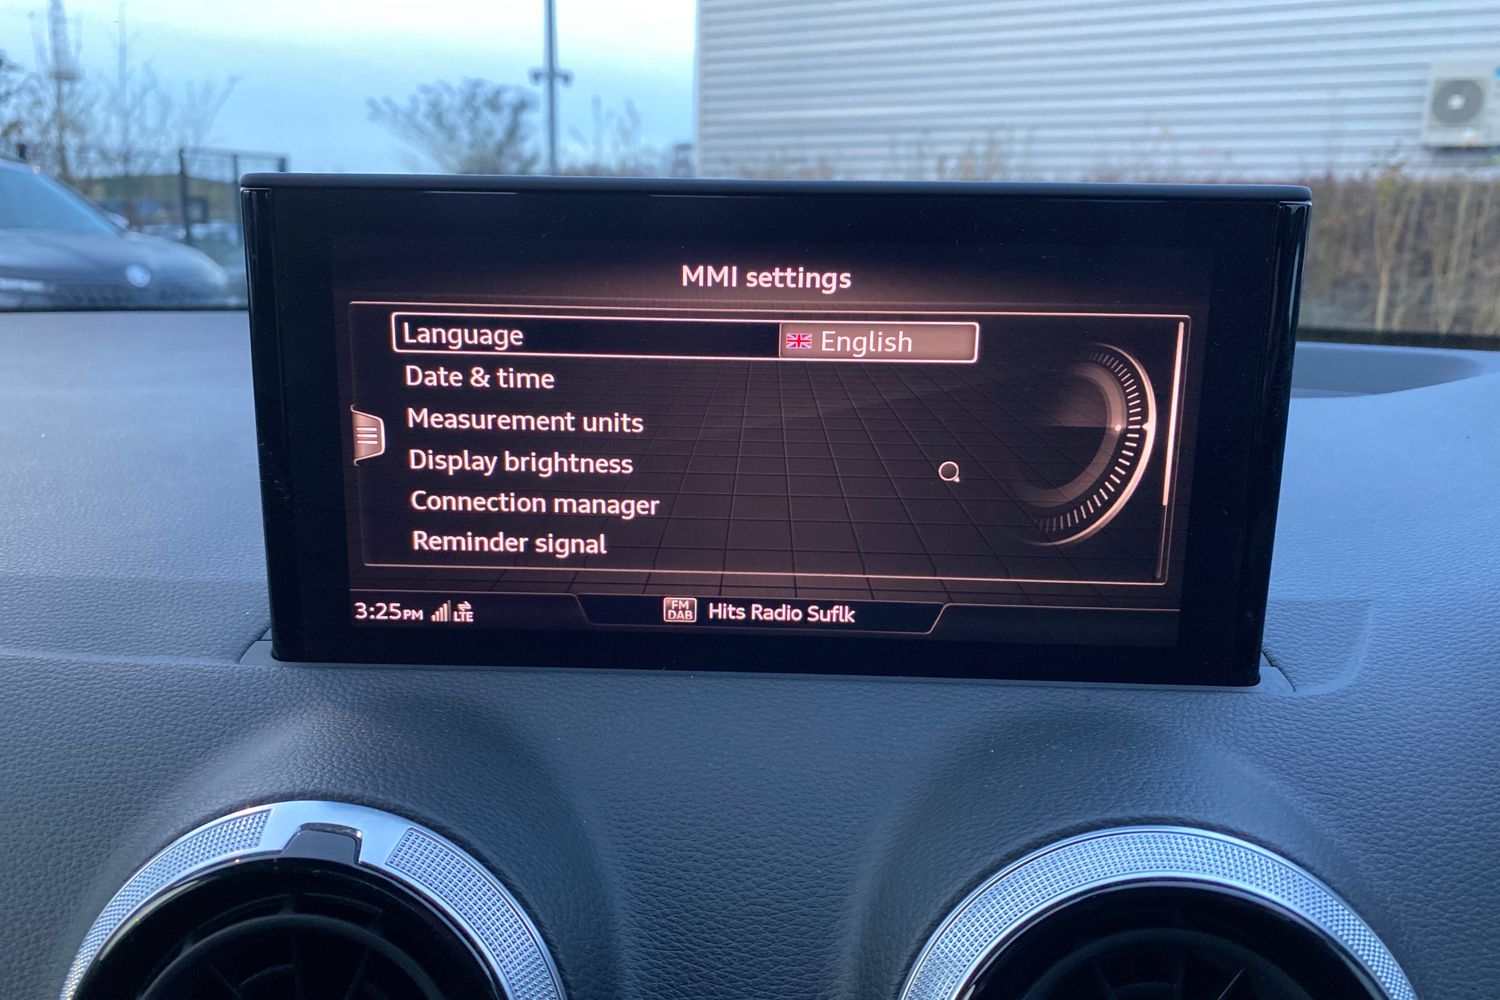 MMI settings
Language English
Date & time
Measurement units
Display brightness
Connection manager
Reminder signal
3:25PM LTE FM DAB Hits Radio Suflk